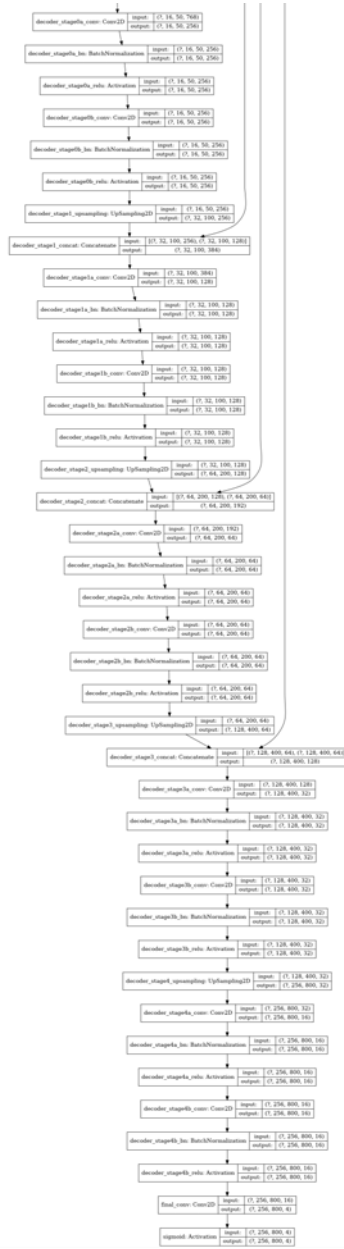 decoder_stage0a_conv: Conv2D input: (?, 16, 50, 768)
output: (?, 16, 50, 256)
decoder_stage0a_bn: BatchNormalization input: (?, 16, 50, 256)
output: (?, 16, 50, 256)
decoder_stage0a_relu: Activation input: (?, 16, 50, 256)
output: (?, 16, 50, 256)
decoder_stage0b_conv: Conv2D input: (?, 16, 50, 256)
output: (?, 16, 50, 256)
decoder_stage0b_bn: BatchNormalization input: (?, 16, 50, 256)
output: (?, 16, 50, 256)
decoder_stage0b_relu: Activation input: (?, 16, 50, 256)
output: (?, 16, 50, 256)
decoder_stage1_upsampling: UpSampling2D input: (?, 16, 50, 256)
output: (?, 32, 100, 256)
decoder_stage1_concat: Concatenate input: [(?, 32, 100, 256), (?, 32, 100, 128)]
output: (?, 32, 100, 384)
decoder_stage1a_conv: Conv2D input: (?, 32, 100, 384)
output: (?, 32, 100, 128)
decoder_stage1a_bn: BatchNormalization input: (?, 32, 100, 128)
output: (?, 32, 100, 128)
decoder_stage1a_relu: Activation input: (?, 32, 100, 128)
output: (?, 32, 100, 128)
decoder_stage1b_conv: Conv2D input: (?, 32, 100, 128)
output: (?, 32, 100, 128)
decoder_stage1b_bn: BatchNormalization input: (?, 32, 100, 128)
output: (?, 32, 100, 128)
decoder_stage1b_relu: Activation input: (?, 32, 100, 128)
output: (?, 32, 100, 128)
decoder_stage2_upsampling: UpSampling2D input: (?, 32, 100, 128)
output: (?, 64, 200, 128)
decoder_stage2_concat: Concatenate input: [(?, 64, 200, 128), (?, 64, 200, 64)]
output: (?, 64, 200, 192)
decoder_stage2a_conv: Conv2D input: (?, 64, 200, 192)
output: (?, 64, 200, 64)
decoder_stage2a_bn: BatchNormalization input: (?, 64, 200, 64)
output: (?, 64, 200, 64)
decoder_stage2a_relu: Activation input: (?, 64, 200, 64)
output: (?, 64, 200, 64)
decoder_stage2b_conv: Conv2D input: (?, 64, 200, 64)
output: (?, 64, 200, 64)
decoder_stage2b_bn: BatchNormalization input: (?, 64, 200, 64)
output: (?, 64, 200, 64)
decoder_stage2b_relu: Activation input: (?, 64, 200, 64)
output: (?, 64, 200, 64)
decoder_stage3_upsampling: UpSampling2D input: (?, 64, 200, 64)
output: (?, 128, 400, 64)
decoder_stage3_concat: Concatenate input: [(?, 128, 400, 64), (?, 128, 400, 64)]
output: (?, 128, 400, 128)
decoder_stage3a_conv: Conv2D input: (?, 128, 400, 128)
output: (?, 128, 400, 32)
decoder_stage3a_bn: BatchNormalization input: (?, 128, 400, 32)
output: (?, 128, 400, 32)
decoder_stage3a_relu: Activation input: (?, 128, 400, 32)
output: (?, 128, 400, 32)
decoder_stage3b_conv: Conv2D input: (?, 128, 400, 32)
output: (?, 128, 400, 32)
decoder_stage3b_bn: BatchNormalization input: (?, 128, 400, 32)
output: (?, 128, 400, 32)
decoder_stage3b_relu: Activation input: (?, 128, 400, 32)
output: (?, 128, 400, 32)
decoder_stage4_upsampling: UpSampling2D input: (?, 128, 400, 32)
output: (?, 256, 800, 32)
decoder_stage4a_conv: Conv2D input: (?, 256, 800, 32)
output: (?, 256, 800, 16)
decoder_stage4a_bn: BatchNormalization input: (?, 256, 800, 16)
output: (?, 256, 800, 16)
decoder_stage4a_relu: Activation input: (?, 256, 800, 16)
output: (?, 256, 800, 16)
decoder_stage4b_conv: Conv2D input: (?, 256, 800, 16)
output: (?, 256, 800, 16)
decoder_stage4b_bn: BatchNormalization input: (?, 256, 800, 16)
output: (?, 256, 800, 16)
decoder_stage4b_relu: Activation input: (?, 256, 800, 16)
output: (?, 256, 800, 16)
final_conv: Conv2D input: (?, 256, 800, 16)
output: (?, 256, 800, 4)
sigmoid: Activation input: (?, 256, 800, 4)
output: (?, 256, 800, 4)